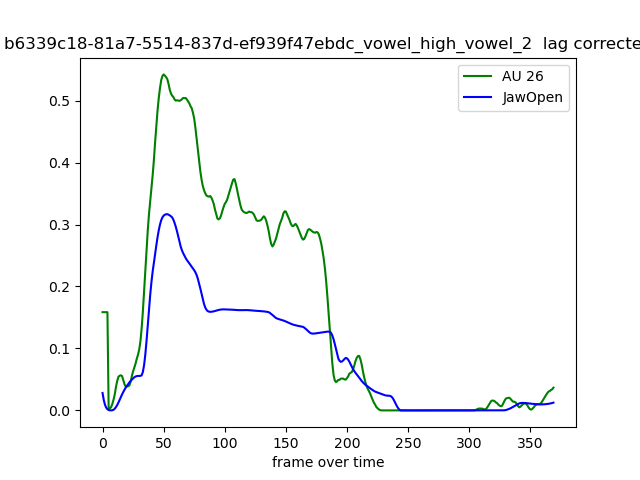 b6339c18-81a7-5514-837d-ef939f47ebdc_vowel_high_vowel_2 lag correcte
AU 26
JawOpen
0.5
0.4
0.3
0.2
0.1
0.0
0 50 100 150 200 250 300 350
frame over time